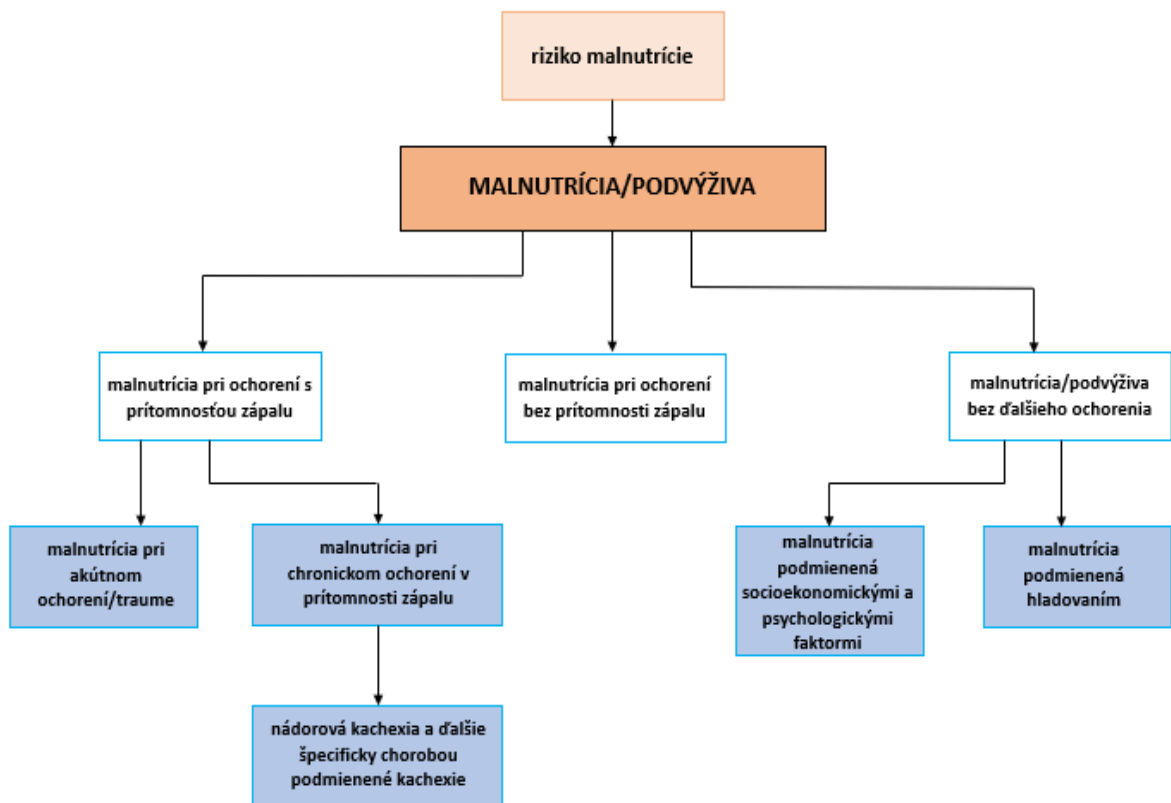 riziko malnutrície
MALNUTRÍCIA/PODVÝŽIVA
malnutrícia pri ochorení s
prítomnosťou zápalu
malnutrícia pri ochorení
bez prítomnosti zápalu
malnutrícia/podvýživa
bez ďalšieho ochorenia
malnutrícia pri
akútnom
ochorení/traume
malnutrícia pri
chronickom ochorení v
prítomnosti zápalu
malnutrícia
podmienená
socioekonomickými a
psychologickými
faktormi
malnutrícia
podmienená
hladovaním
nádorová kachexia a ďalšie
špecificky chorobou
podmienené kachexie